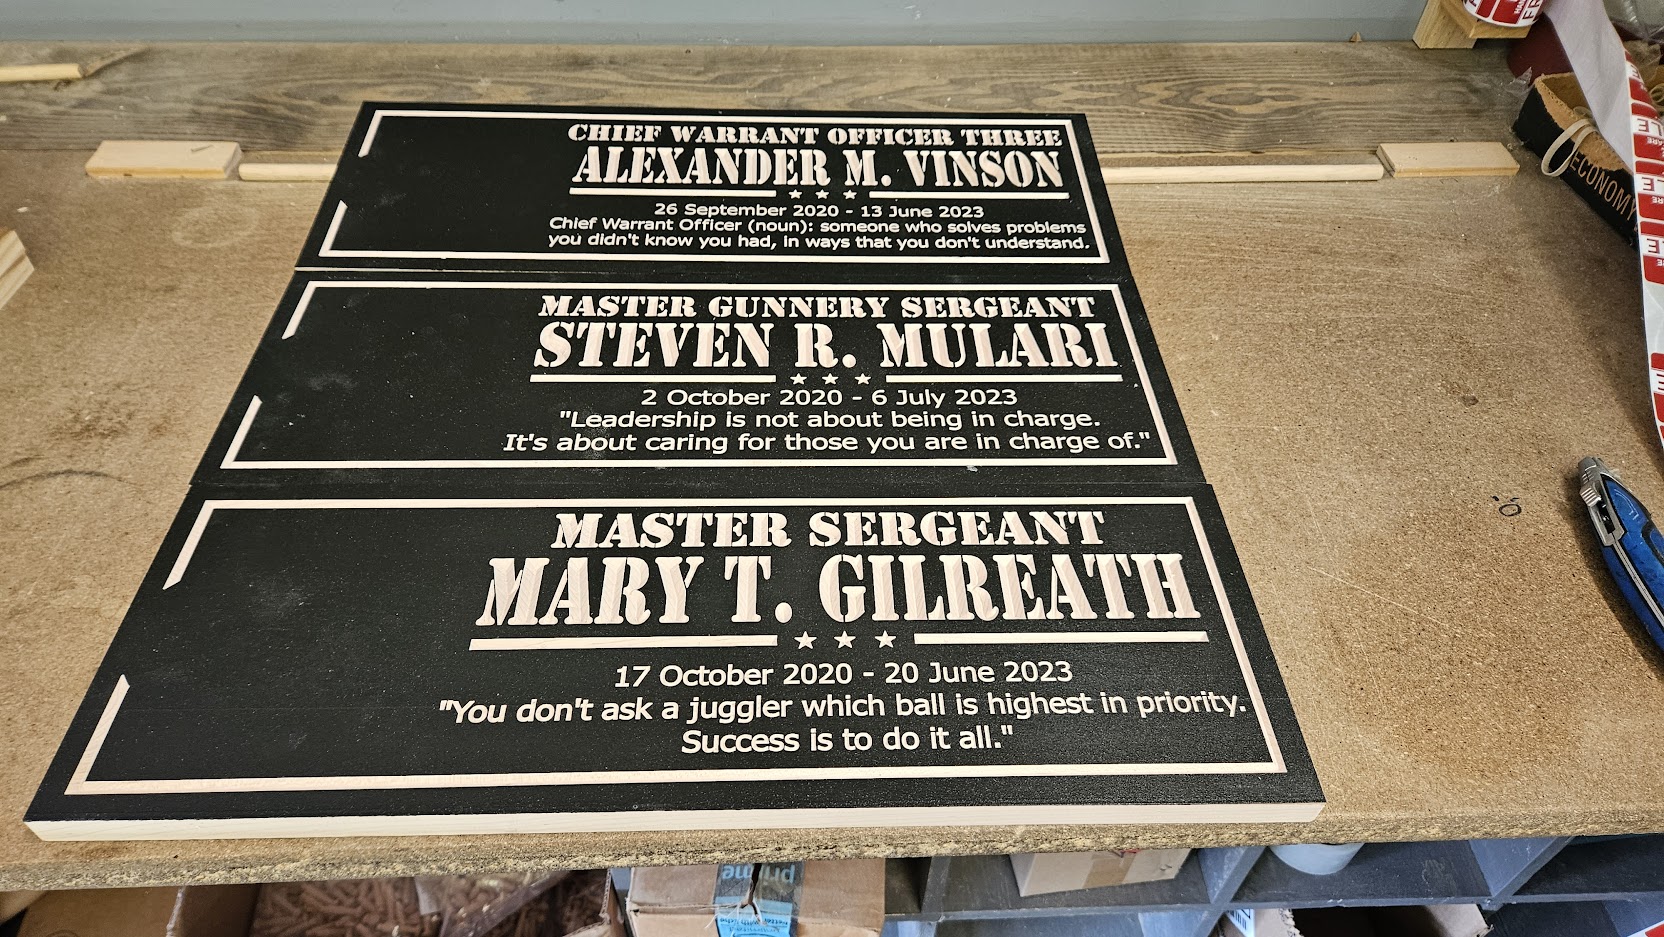 CHIEF WARRANT OFFICER THREE
ALEXANDER M. VINSON
26 September 2020 - 13 June 2023
Chief Warrant Officer (noun): someone who solves problems
you didn't know you had, in ways that you don't understand.
MASTER GUNNERY SERGEANT
STEVEN R. MULARI
2 October 2020 - 6 July 2023
"Leadership is not about being in charge.
It's about caring for those you are in charge of."
MASTER SERGEANT
MARY T. GILREATH
17 October 2020 - 20 June 2023
"You don't ask a juggler which ball is highest in priority.
Success is to do it all."
ECONOMY
prime